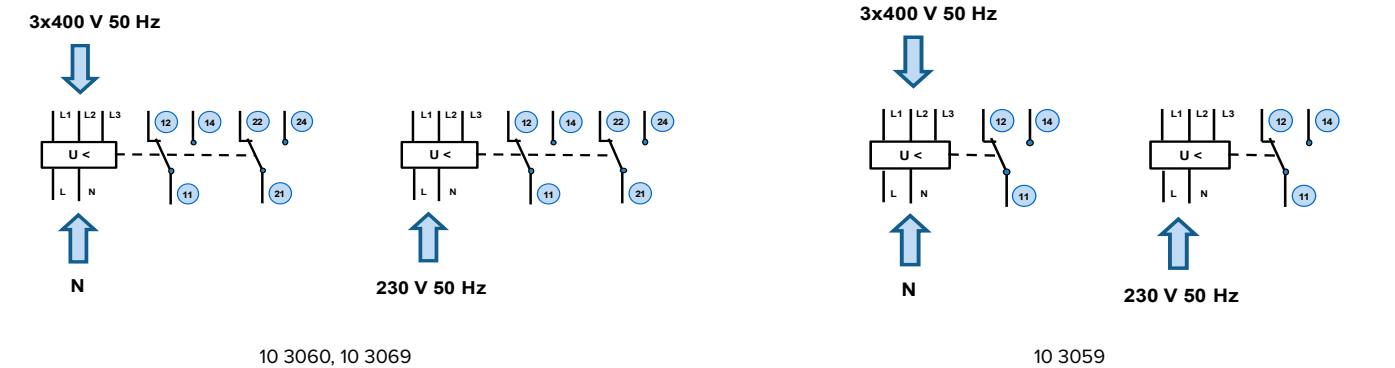 3x400 V 50 Hz
L1 L2 L3 12 14 22 24
U <
L N 11 21
N
L1 L2 L3 12 14 22 24
U <
L N 11 21
230 V 50 Hz
10 3060, 10 3069
3x400 V 50 Hz
L1 L2 L3 12 14
U <
L N 11
N
L1 L2 L3 12 14
U <
L N 11
230 V 50 Hz
10 3059